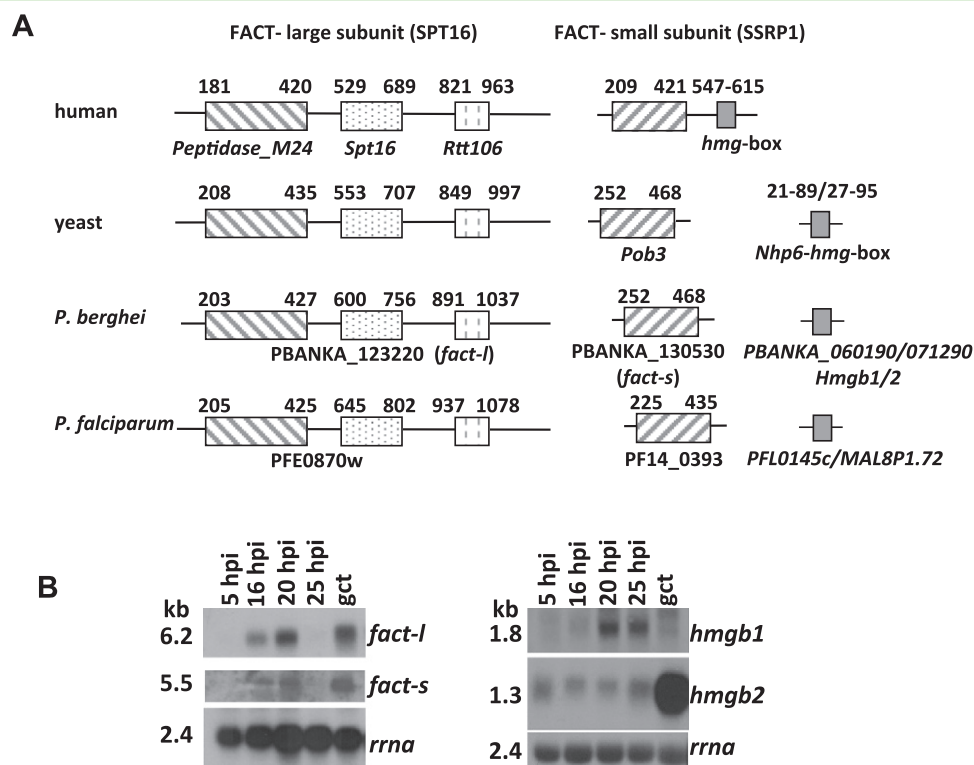 A
FACT- large subunit (SPT16) FACT- small subunit (SSRP1)
181 420 529 689 821 963 209 421 547-615
human
Peptidase_M24 Spt16 Rtt106 hmg-box
208 435 553 707 849 997 252 468 21-89/27-95
yeast
Pob3 Nhp6-hmg-box
203 427 600 756 891 1037 252 468
P. berghei
PBANKA_123220 (fact-l) PBANKA_130530 PBANKA_060190/071290
(fact-s) Hmgb1/2
205 425 645 802 937 1078 225 435
P. falciparum
PFE0870w PF14_0393 PFL0145c/MAL8P1.72
B
5 hpi 16 hpi 20 hpi 25 hpi gct
kb
6.2 fact-l
5.5 fact-s
2.4 rrna
5 hpi 16 hpi 20 hpi 25 hpi gct
kb
1.8 hmgb1
1.3 hmgb2
2.4 rrna